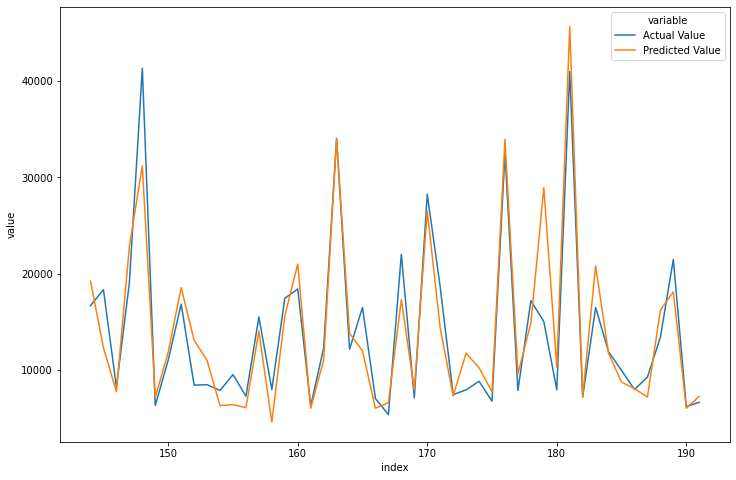 variable
Actual Value
Predicted Value
40000
30000
20000
10000
value
150
160
170
180
190
index